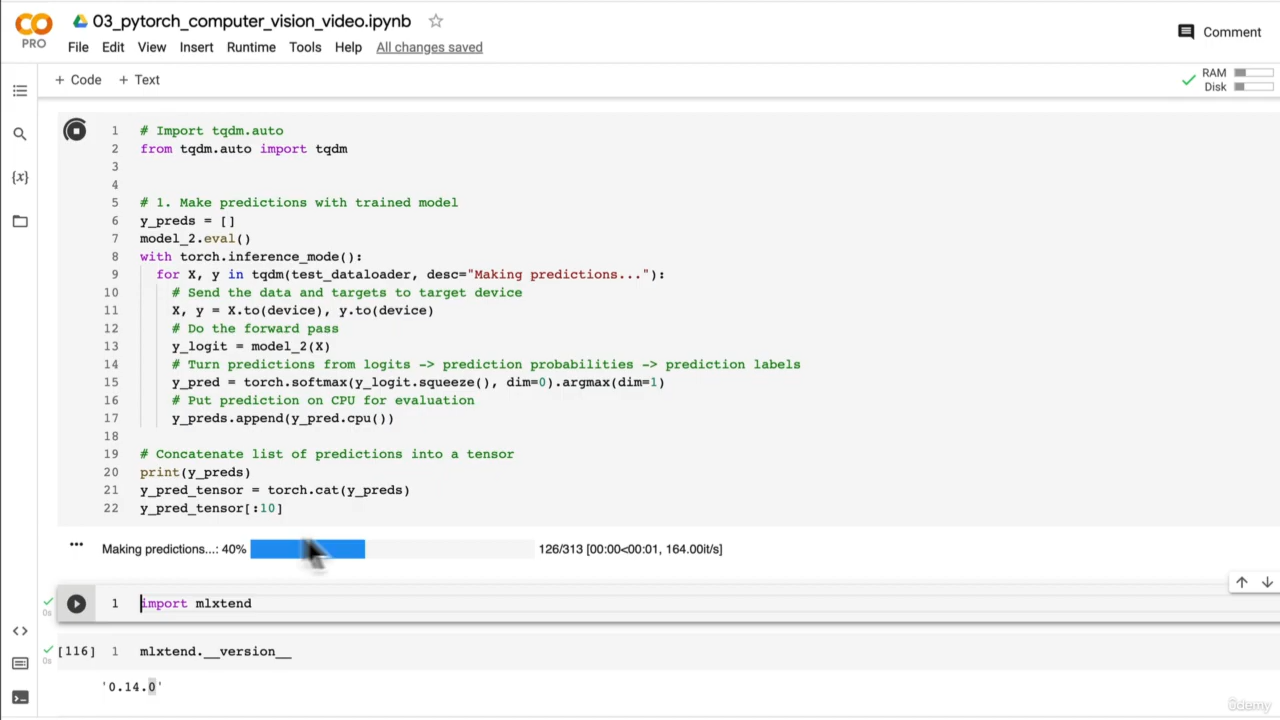 CO
PRO
03_pytorch_computer_vision_video.ipynb
File Edit View Insert Runtime Tools Help All changes saved
Comment
+ Code + Text
RAM
Disk
{x}
1 # Import tqdm.auto
2 from tqdm.auto import tqdm
3
4
5 # 1. Make predictions with trained model
6 y_preds = []
7 model_2.eval()
8 with torch.inference_mode():
9 for X, y in tqdm(test_dataloader, desc="Making predictions..."):
10 # Send the data and targets to target device
11 X, y = X.to(device), y.to(device)
12 # Do the forward pass
13 y_logit = model_2(X)
14 # Turn predictions from logits -> prediction probabilities -> prediction labels
15 y_pred = torch.softmax(y_logit.squeeze(), dim=0).argmax(dim=1)
16 # Put prediction on CPU for evaluation
17 y_preds.append(y_pred.cpu())
18
19 # Concatenate list of predictions into a tensor
20 print(y_preds)
21 y_pred_tensor = torch.cat(y_preds)
22 y_pred_tensor[:10]
Making predictions...: 40% 126/313 [00:00<00:01, 164.00it/s]
0s 1 import mlxtend
0s [116] 1 mlxtend.__version__
'0.14.0'
ûdemy